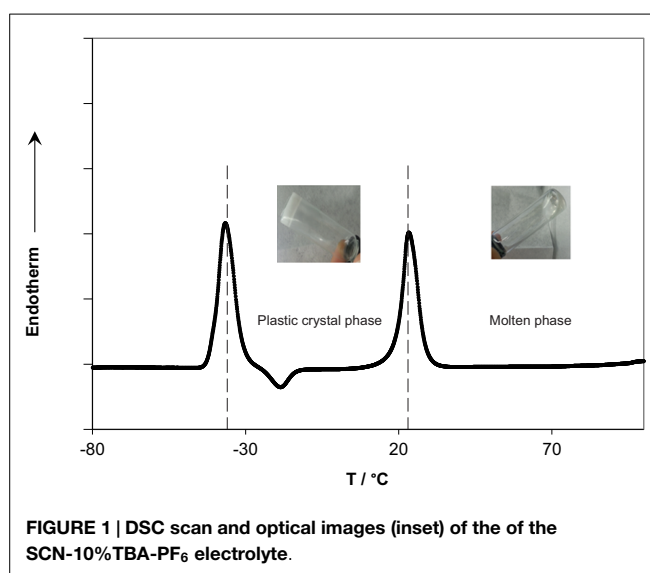 Endotherm
Plastic crystal phase
Molten phase
-80
-30
20
70
T / °C
FIGURE 1 | DSC scan and optical images (inset) of the of the
SCN-10%TBA-PF₆ electrolyte.